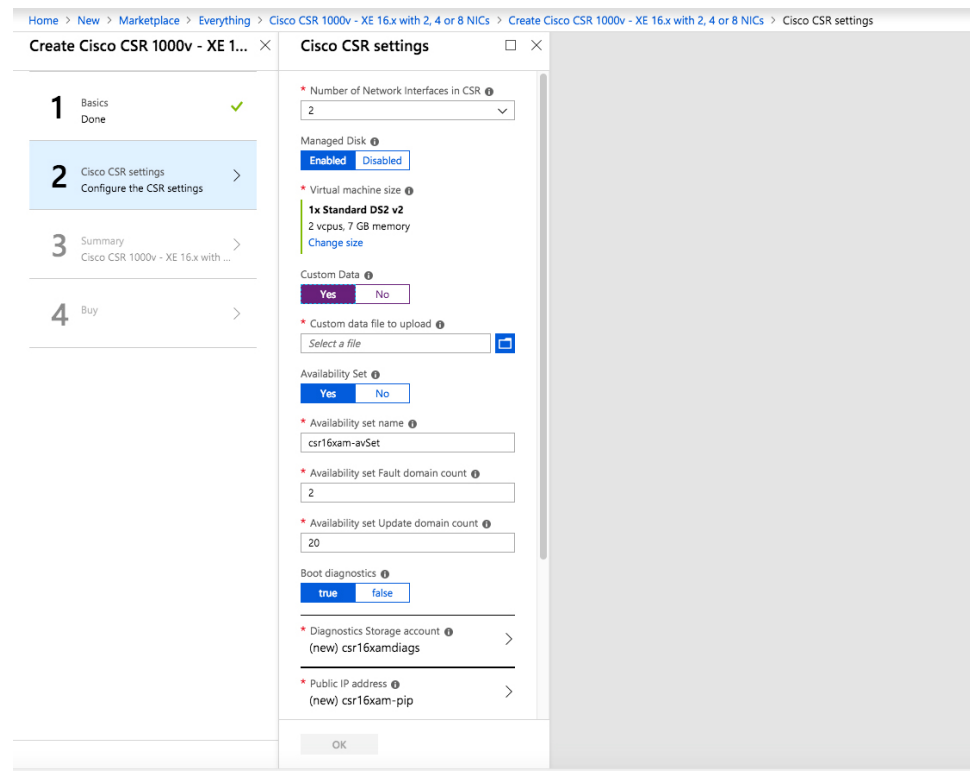 Home > New > Marketplace > Everything > Cisco CSR 1000v - XE 16.x with 2, 4 or 8 NICs > Create Cisco CSR 1000v - XE 16.x with 2, 4 or 8 NICs > Cisco CSR settings
Create Cisco CSR 1000v - XE 1...
1
Basics
Done
2
Cisco CSR settings
Configure the CSR settings
3
Summary
Cisco CSR 1000v - XE 16.x with ...
4
Buy
Cisco CSR settings
* Number of Network Interfaces in CSR
2
Managed Disk
Enabled Disabled
* Virtual machine size
1x Standard DS2 v2
2 vcpus, 7 GB memory
Change size
Custom Data
Yes No
* Custom data file to upload
Select a file
Availability Set
Yes No
* Availability set name
csr16xam-avSet
* Availability set Fault domain count
2
* Availability set Update domain count
20
Boot diagnostics
true false
* Diagnostics Storage account
(new) csr16xamdiags
* Public IP address
(new) csr16xam-pip
OK